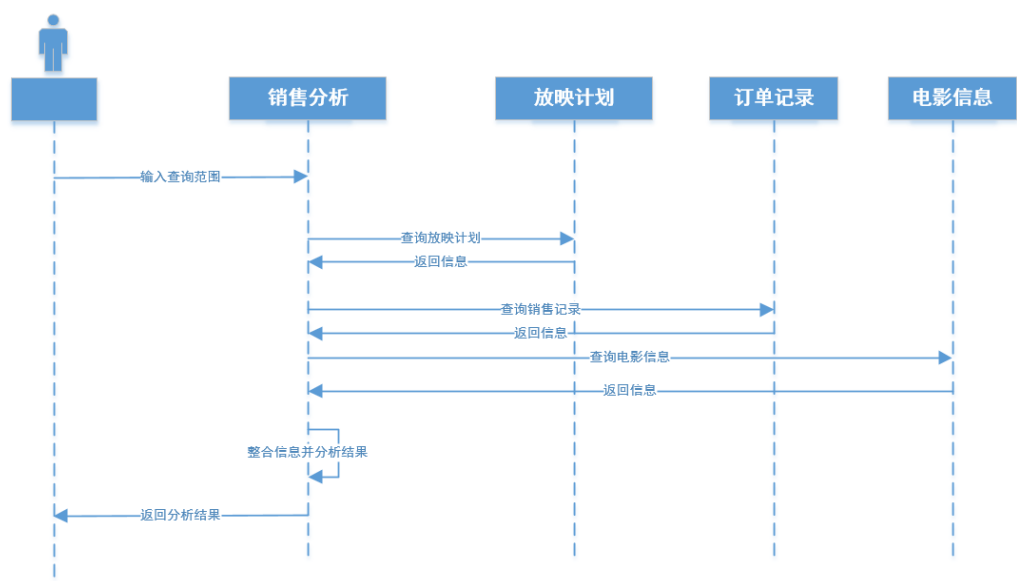 销售分析
放映计划
订单记录
电影信息
输入查询范围
查询放映计划
返回信息
查询销售记录
返回信息
查询电影信息
返回信息
整合信息并分析结果
返回分析结果